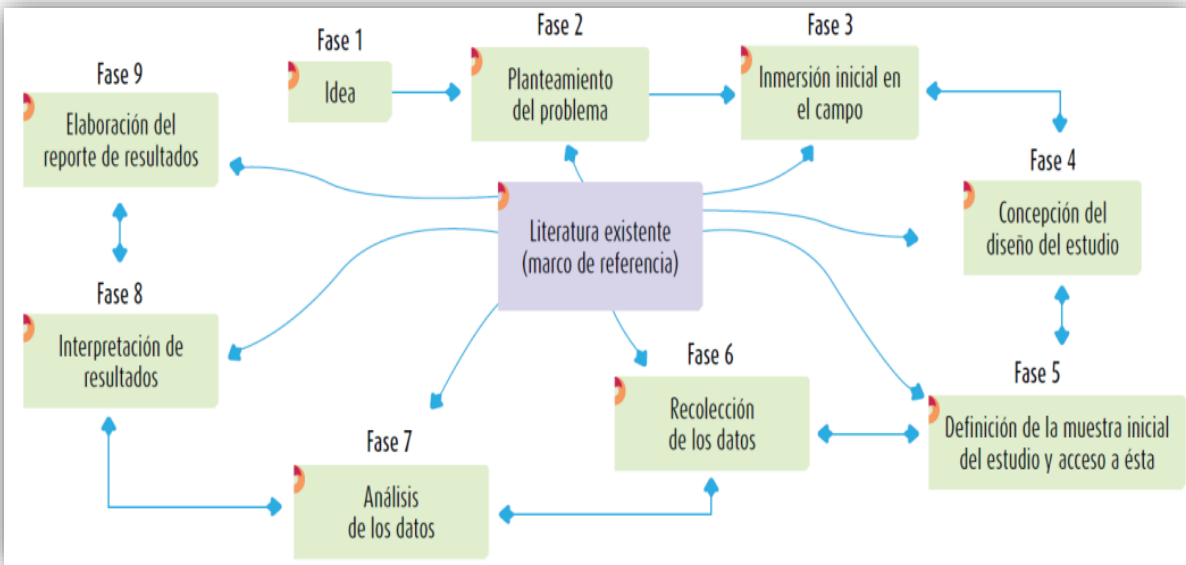 Fase 1
Idea
Fase 2
Planteamiento
del problema
Fase 3
Inmersión inicial en
el campo
Fase 4
Concepción del
diseño del estudio
Fase 5
Definición de la muestra inicial
del estudio y acceso a ésta
Fase 6
Recolección
de los datos
Fase 7
Análisis
de los datos
Fase 8
Interpretación de
resultados
Fase 9
Elaboración del
reporte de resultados
Literatura existente
(marco de referencia)